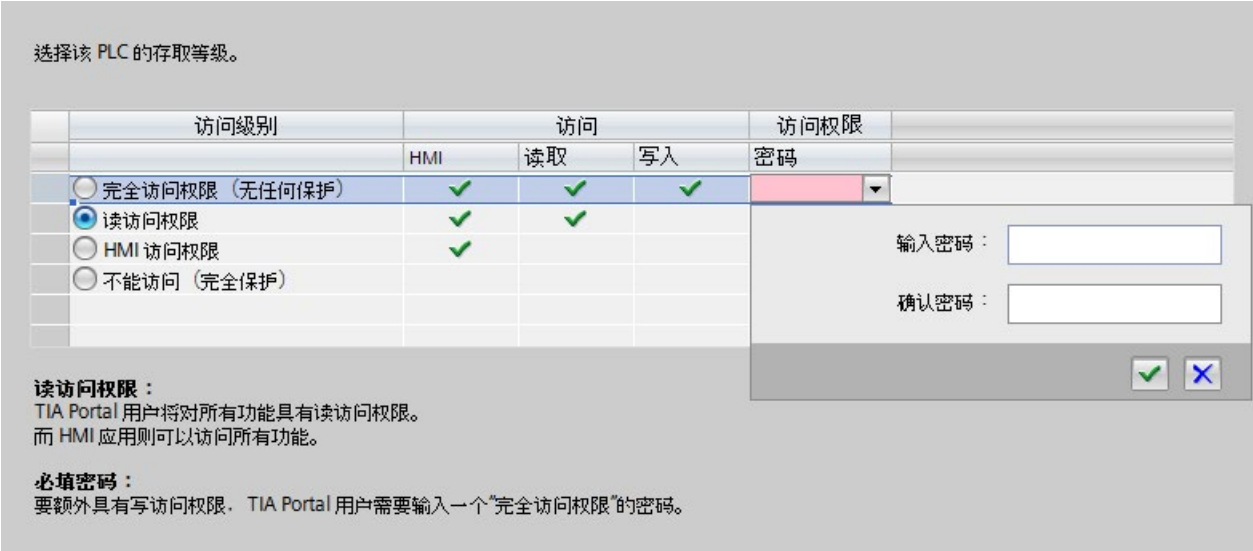 选择该 PLC 的存取等级。
访问级别 访问 访问权限
HMI 读取 写入 密码
完全访问权限（无任何保护）
读访问权限
HMI 访问权限
不能访问（完全保护）
输入密码：
确认密码：
读访问权限：
TIA Portal 用户将对所有功能具有读访问权限。
而 HMI 应用则可以访问所有功能。
必填密码：
要额外具有写访问权限．TIA Portal 用户需要输入一个“完全访问权限”的密码。